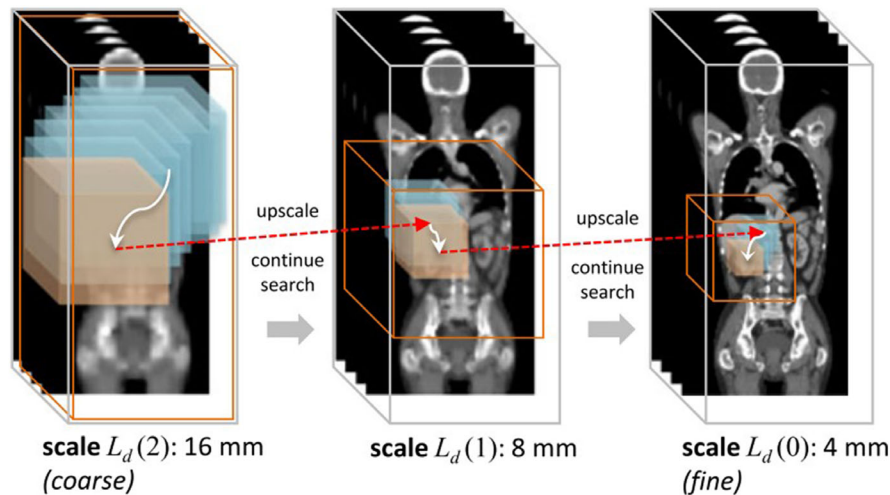 upscale
continue
search
upscale
continue
search
scale L_d(2): 16 mm
(coarse)
scale L_d(1): 8 mm
scale L_d(0): 4 mm
(fine)